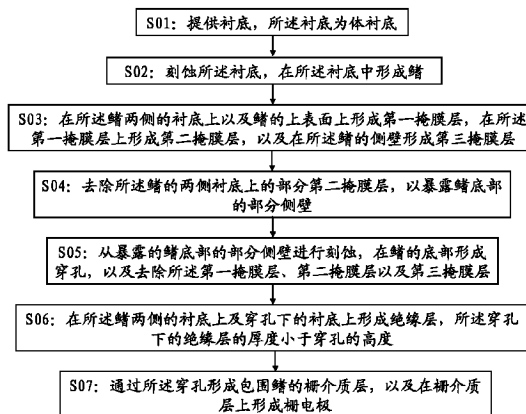 S01：提供衬底，所述衬底为体衬底
S02：刻蚀所述衬底，在所述衬底中形成鳍
S03：在所述鳍两侧的衬底上以及鳍的上表面上形成第一掩膜层，在所述
第一掩膜层上形成第二掩膜层，以及在所述鳍的侧壁形成第三掩膜层
S04：去除所述鳍的两侧衬底上的部分第二掩膜层，以暴露鳍底部
的部分侧壁
S05：从暴露的鳍底部的部分侧壁进行刻蚀，在鳍的底部形成
穿孔，以及去除所述第一掩膜层、第二掩膜层以及第三掩膜层
S06：在所述鳍两侧的衬底上及穿孔下的衬底上形成绝缘层，所述穿孔
下的绝缘层的厚度小于穿孔的高度
S07：通过所述穿孔形成包围鳍的栅介质层，以及在栅介质
层上形成栅电极